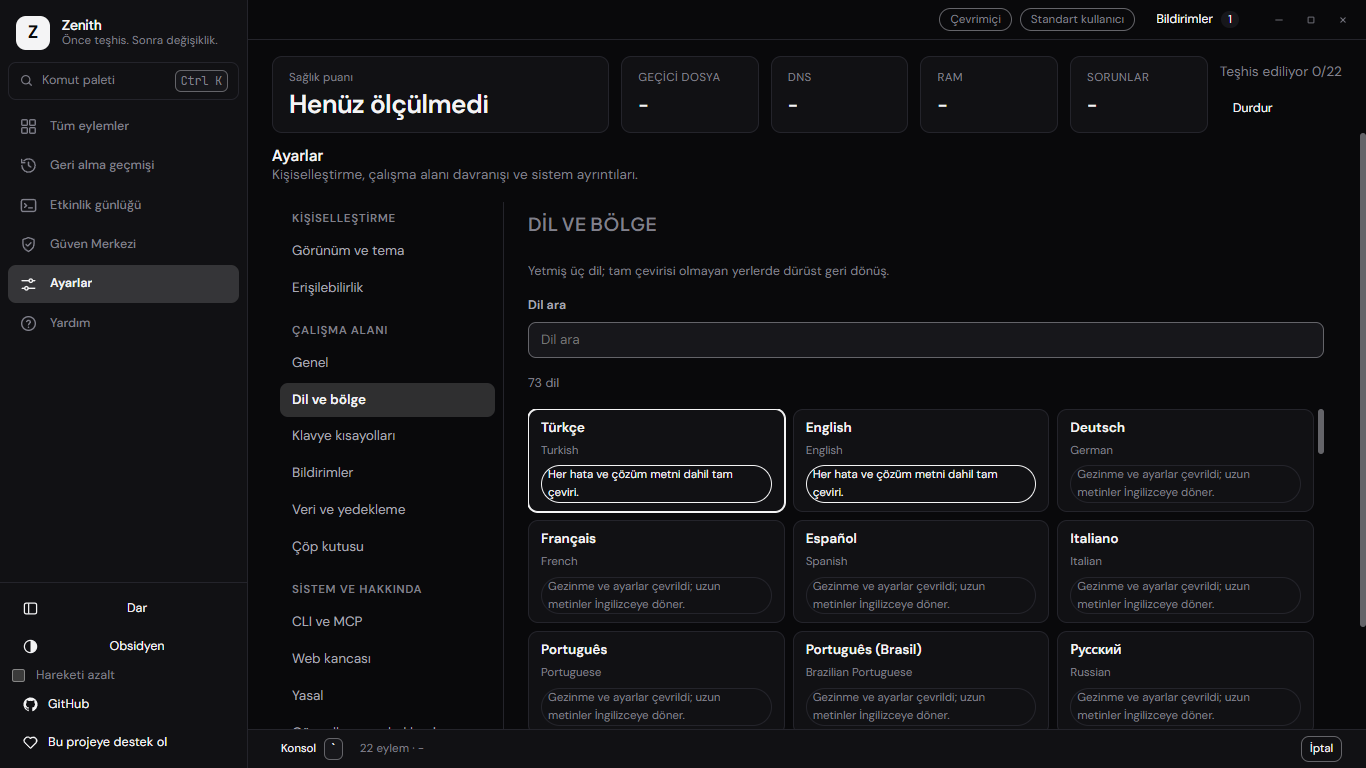 Z
Zenith
Önce teşhis. Sonra değişiklik.
Komut paleti
Ctrl K
Tüm eylemler
Geri alma geçmişi
Etkinlik günlüğü
Güven Merkezi
Ayarlar
Yardım
Dar
Obsidyen
Hareketi azalt
GitHub
Bu projeye destek ol
Çevrimiçi
Standart kullanıcı
Bildirimler 1
Sağlık puanı
Henüz ölçülmedi
GEÇİCİ DOSYA
–
DNS
–
RAM
–
SORUNLAR
–
Teşhis ediliyor 0/22
Durdur
Ayarlar
Kişiselleştirme, çalışma alanı davranışı ve sistem ayrıntıları.
KİŞİSELLEŞTİRME
Görünüm ve tema
Erişilebilirlik
ÇALIŞMA ALANI
Genel
Dil ve bölge
Klavye kısayolları
Bildirimler
Veri ve yedekleme
Çöp kutusu
SİSTEM VE HAKKINDA
CLI ve MCP
Web kancası
Yasal
DİL VE BÖLGE
Yetmiş üç dil; tam çevirisi olmayan yerlerde dürüst geri dönüş.
Dil ara
Dil ara
73 dil
Türkçe
Turkish
Her hata ve çözüm metni dahil tam
çeviri.
English
English
Her hata ve çözüm metni dahil tam
çeviri.
Deutsch
German
Gezinme ve ayarlar çevrildi; uzun
metinler İngilizceye döner.
Français
French
Gezinme ve ayarlar çevrildi; uzun
metinler İngilizceye döner.
Español
Spanish
Gezinme ve ayarlar çevrildi; uzun
metinler İngilizceye döner.
Italiano
Italian
Gezinme ve ayarlar çevrildi; uzun
metinler İngilizceye döner.
Português
Portuguese
Gezinme ve ayarlar çevrildi; uzun
metinler İngilizceye döner.
Português (Brasil)
Brazilian Portuguese
Gezinme ve ayarlar çevrildi; uzun
metinler İngilizceye döner.
Русский
Russian
Gezinme ve ayarlar çevrildi; uzun
metinler İngilizceye döner.
Konsol `
22 eylem · –
İptal